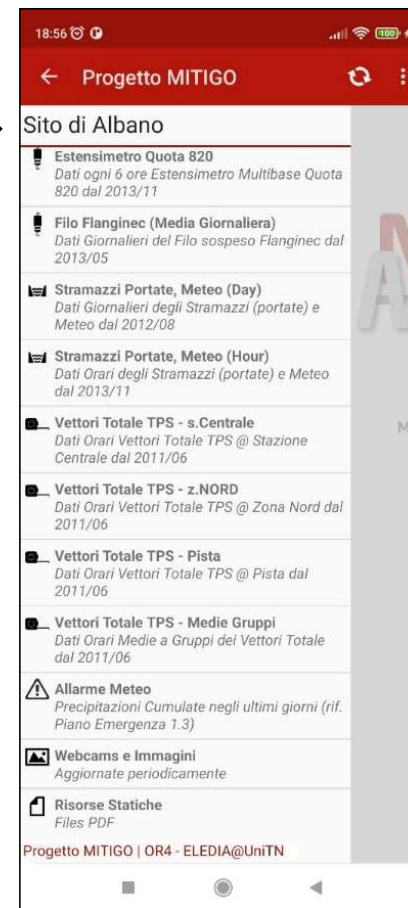 18:56
100
Progetto MITIGO
Sito di Albano
Estensimetro Quota 820
Dati ogni 6 ore Estensimetro Multibase Quota
820 dal 2013/11
Filo Flanginec (Media Giornaliera)
Dati Giornalieri del Filo sospeso Flanginec dal
2013/05
Stramazzi Portate, Meteo (Day)
Dati Giornalieri degli Stramazzi (portate) e
Meteo dal 2012/08
Stramazzi Portate, Meteo (Hour)
Dati Orari degli Stramazzi (portate) e Meteo
dal 2013/11
Vettori Totale TPS - s.Centrale
Dati Orari Vettori Totale TPS @ Stazione
Centrale dal 2011/06
Vettori Totale TPS - z.NORD
Dati Orari Vettori Totale TPS @ Zona Nord dal
2011/06
Vettori Totale TPS - Pista
Dati Orari Vettori Totale TPS @ Pista dal
2011/06
Vettori Totale TPS - Medie Gruppi
Dati Orari Medie a Gruppi dei Vettori Totale
dal 2011/06
Allarme Meteo
Precipitazioni Cumulate negli ultimi giorni (rif.
Piano Emergenza 1.3)
Webcams e Immagini
Aggiornate periodicamente
Risorse Statiche
Files PDF
Progetto MITIGO | OR4 - ELEDIA@UniTN